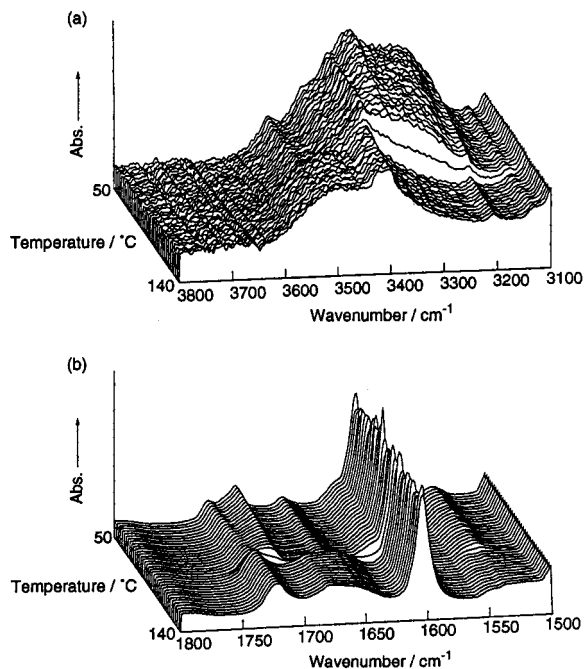 (a)
Abs.
50
Temperature / °C
140
3800 3700 3600 3500 3400 3300 3200 3100
Wavenumber / cm⁻¹
(b)
Abs.
50
Temperature / °C
140
1800 1750 1700 1650 1600 1550 1500
Wavenumber / cm⁻¹